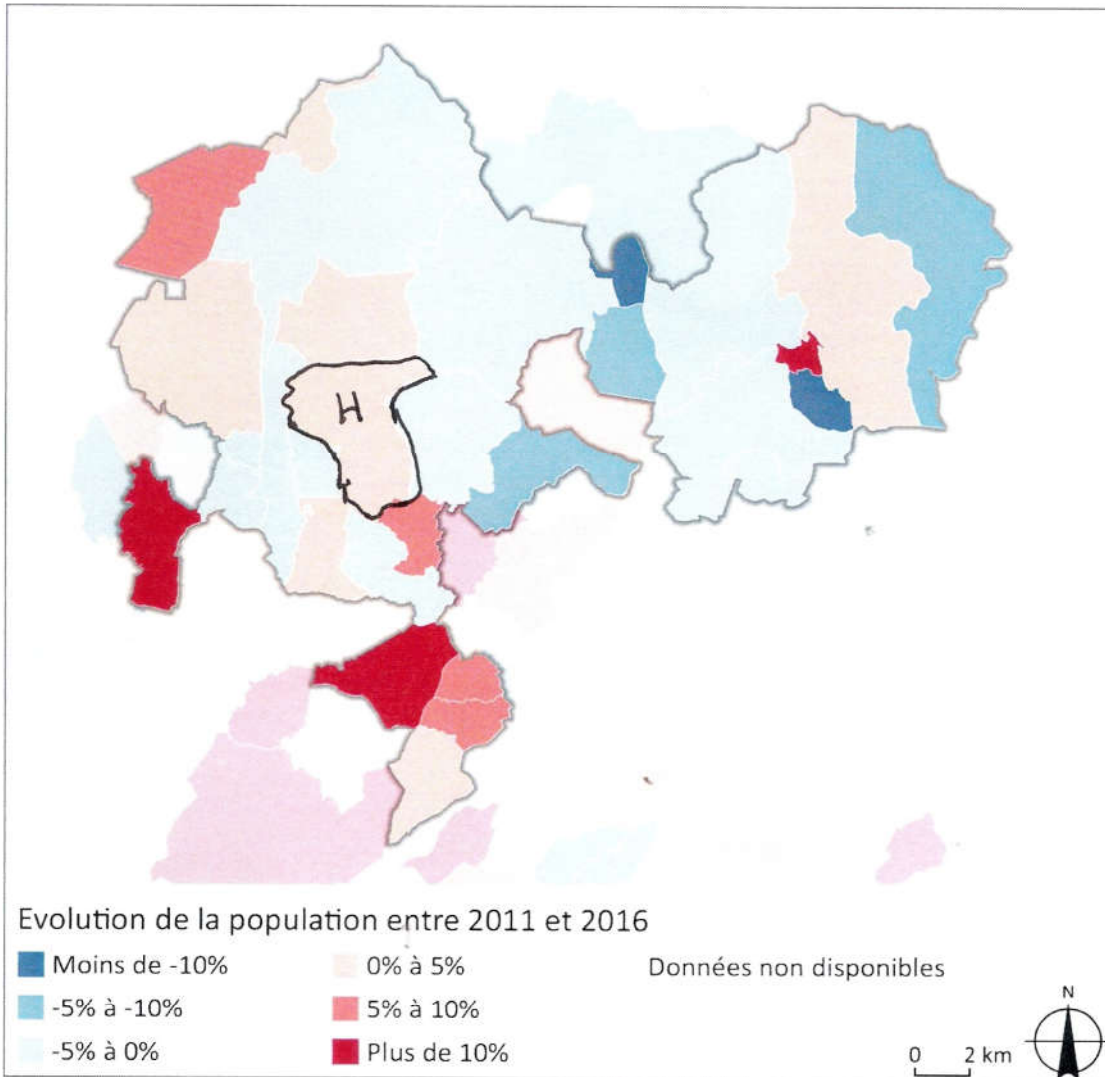 H
Evolution de la population entre 2011 et 2016
Moins de -10%
-5% à -10%
-5% à 0%
0% à 5%
5% à 10%
Plus de 10%
Données non disponibles
N
0 2 km